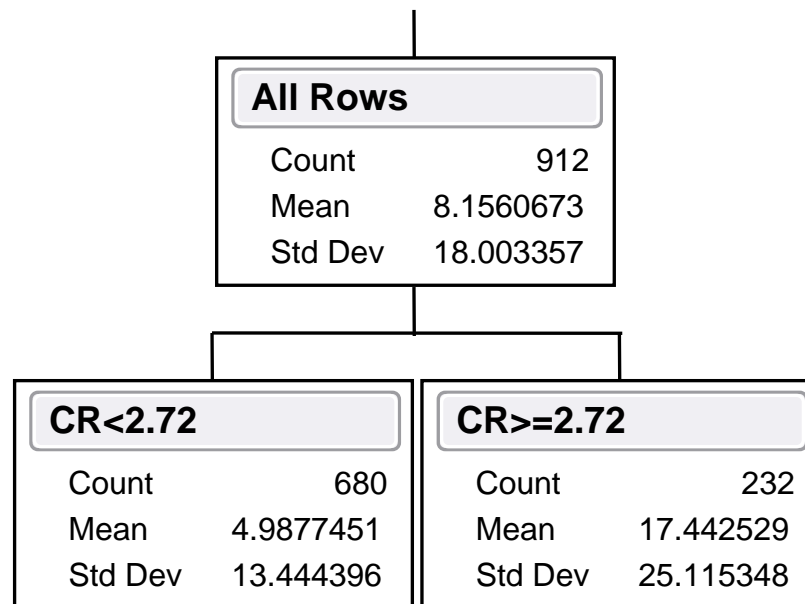 All Rows
Count 912
Mean 8.1560673
Std Dev 18.003357
CR<2.72
Count 680
Mean 4.9877451
Std Dev 13.444396
CR>=2.72
Count 232
Mean 17.442529
Std Dev 25.115348